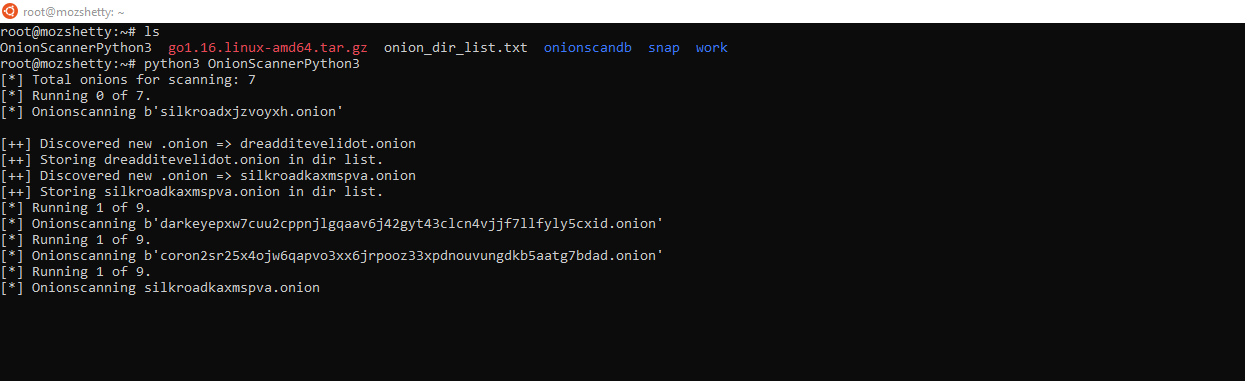 root@mozshetty: ~
root@mozshetty:~# ls
OnionScannerPython3  go1.16.linux-amd64.tar.gz  onion_dir_list.txt  onionscandb  snap  work
root@mozshetty:~# python3 OnionScannerPython3
[*] Total onions for scanning: 7
[*] Running 0 of 7.
[*] Onionscanning b'silkroadxjzvoyxh.onion'
[++] Discovered new .onion => dreadditevelidot.onion
[++] Storing dreadditevelidot.onion in dir list.
[++] Discovered new .onion => silkroadkaxmspva.onion
[++] Storing silkroadkaxmspva.onion in dir list.
[*] Running 1 of 9.
[*] Onionscanning b'darkeyepxw7cuu2cppnjlgqaav6j42gyt43clcn4vjjf7llfyly5cxid.onion'
[*] Running 1 of 9.
[*] Onionscanning b'coron2sr25x4ojw6qapvo3xx6jrpooz33xpdnouvungdkb5aatg7bdad.onion'
[*] Running 1 of 9.
[*] Onionscanning silkroadkaxmspva.onion